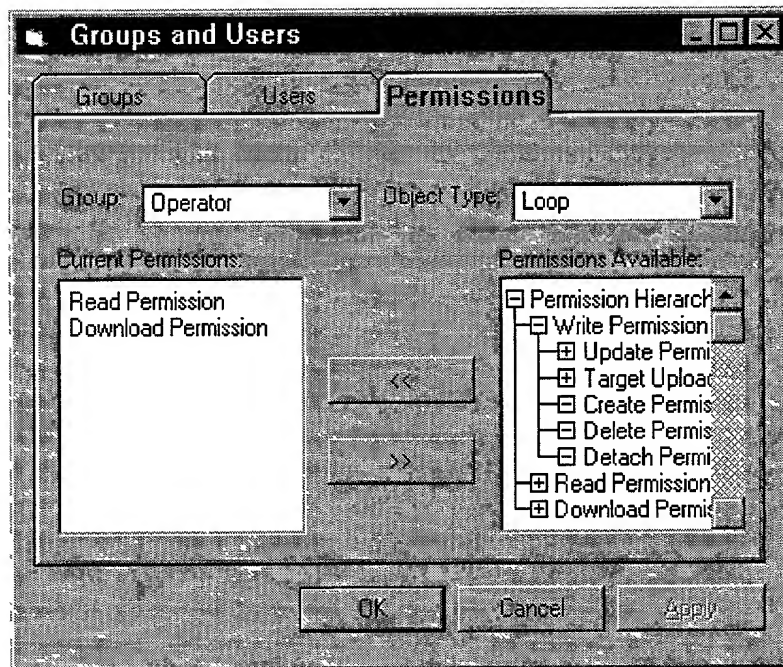 Groups and Users
Groups Users Permissions
Group: Operator Object Type: Loop
Current Permissions: Permissions Available:
Read Permission
Download Permission
<<
>>
Permission Hierarch
Write Permission
Update Permi
Target Uploa
Create Permis
Delete Permis
Detach Permi
Read Permission
Download Permis
OK Cancel Apply